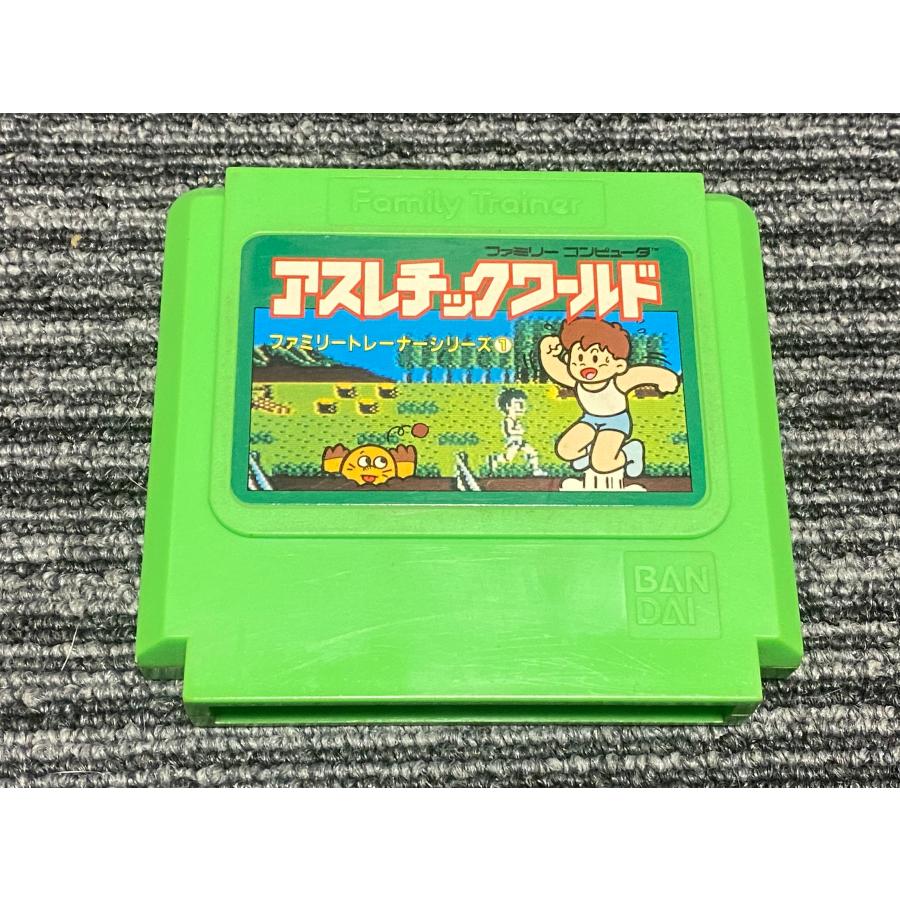 Family Trainer
ファミリー コンピュータ™
アスレチックワールド
ファミリートレーナーシリーズ①
BAN
DAI